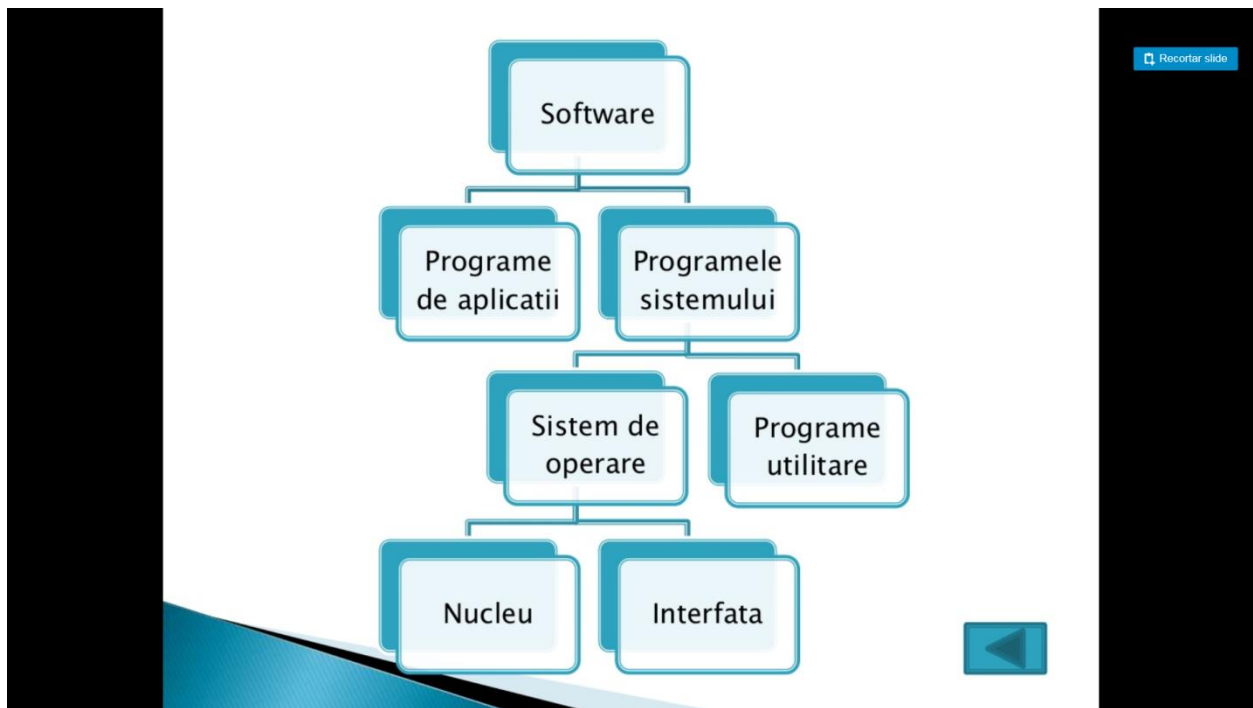 Recortar slide
Software
Programe
de aplicatii
Programele
sistemului
Sistem de
operare
Programe
utilitare
Nucleu
Interfata